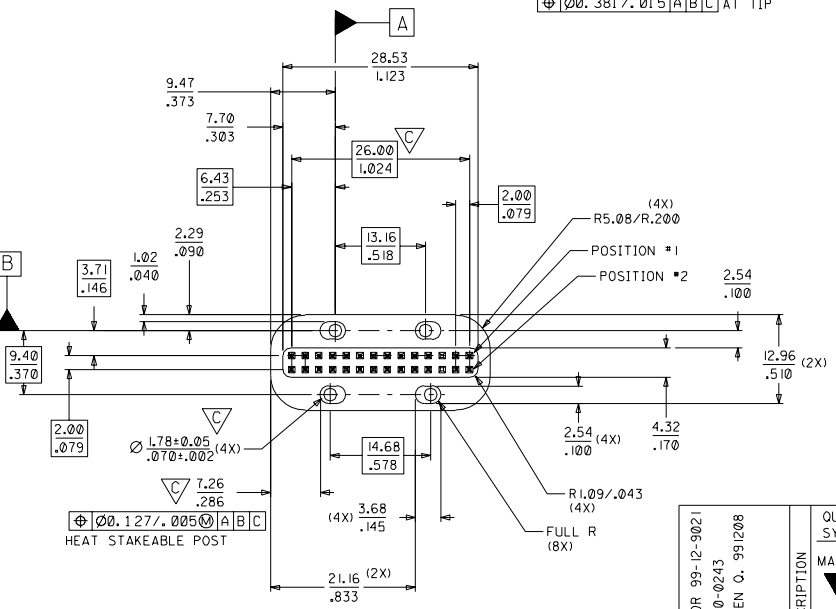 ⌖ Ø0.381/.015 A B C AT TIP
A
28.53
1.123
9.47
.373
7.70
.303
C
26.00
1.024
6.43
.253
2.00
.079
(4X)
R5.08/R.200
13.16
.518
POSITION #1
2.29
.090
B
1.02
.040
3.71
.146
POSITION #2
2.54
.100
9.40
.370
12.96
.510
(2X)
C
2.00
.079
Ø 1.78±0.05
.070±.002
(4X)
14.68
.578
2.54
.100
(4X)
4.32
.170
C
7.26
.286
(4X)
3.68
.145
R1.09/.043
(4X)
⌖ Ø0.127/.005Ⓜ A B C
HEAT STAKEABLE POST
FULL R
(8X)
21.16
.833
(2X)
OR 99-12-9021
0-0243
EN Q. 991208
RIPTION
QU
SY
MA